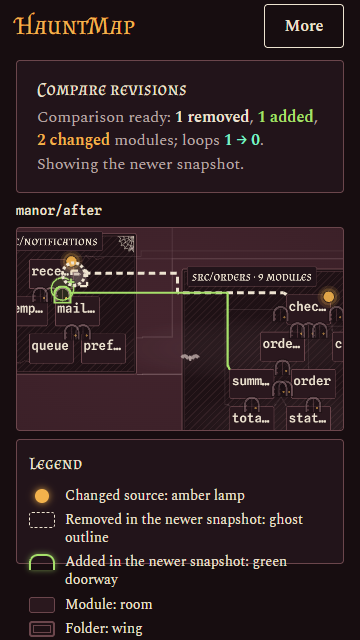 HauntMap
More
Compare revisions
Comparison ready: 1 removed, 1 added,
2 changed modules; loops 1 → 0.
Showing the newer snapshot.
manor/after
/notifications
src/orders · 9 modules
rece
chec…
emp…
mail…
orde…
c
queue
pref…
summ…
order
tota…
stat…
Legend
Changed source: amber lamp
Removed in the newer snapshot: ghost
outline
Added in the newer snapshot: green
doorway
Module: room
Folder: wing